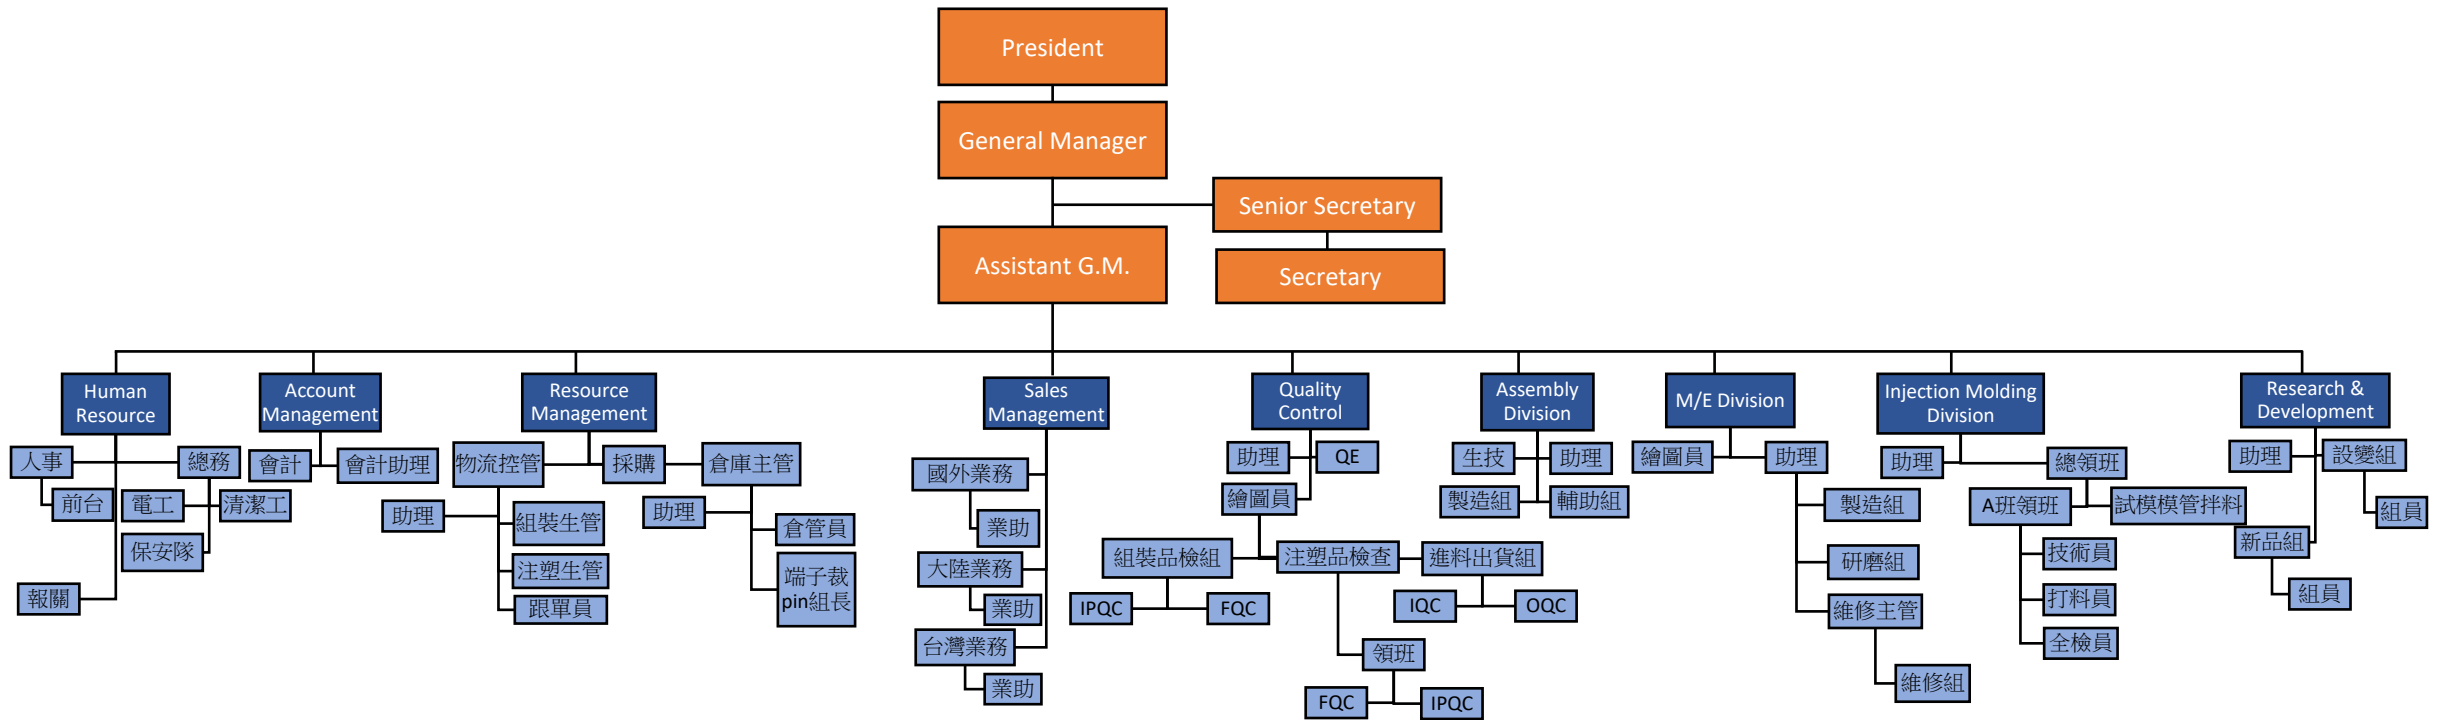 President
General Manager
Senior Secretary
Assistant G.M.
Secretary
Human
Resource
Account
Management
Resource
Management
Sales
Management
Quality
Control
Assembly
Division
M/E Division
Injection Molding
Division
Research &
Development
人事
總務
前台
電工
清潔工
保安隊
報關
會計
會計助理
物流控管
採購
倉庫主管
助理
組裝生管
注塑生管
跟單員
助理
倉管員
端子裁
pin組長
國外業務
業助
大陸業務
業助
台灣業務
業助
助理
QE
繪圖員
組裝品檢組
注塑品檢查
進料出貨組
IPQC
FQC
IQC
OQC
領班
FQC
IPQC
生技
助理
製造組
輔助組
繪圖員
助理
製造組
研磨組
維修主管
維修組
助理
總領班
A班領班
試模模管拌料
技術員
打料員
全檢員
助理
設變組
組員
新品組
組員